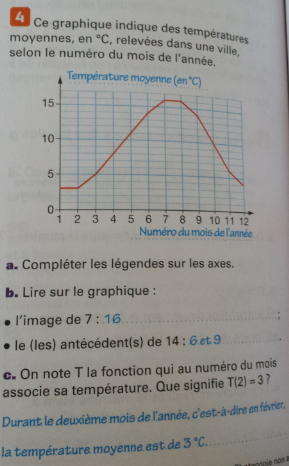 4 Ce graphique indique des températures
moyennes, en °C, relevées dans une ville,
selon le numéro du mois de l'année.
Température moyenne (en °C)
15
10
5
0
1 2 3 4 5 6 7 8 9 10 11 12
Numéro du mois de l'année
a. Compléter les légendes sur les axes.
b. Lire sur le graphique :
• l'image de 7 : 16 ;
• le (les) antécédent(s) de 14 : 6 et 9 .
c. On note T la fonction qui au numéro du mois
associe sa température. Que signifie T(2) = 3 ?
Durant le deuxième mois de l'année, c'est-à-dire en février,
la température moyenne est de 3 °C.